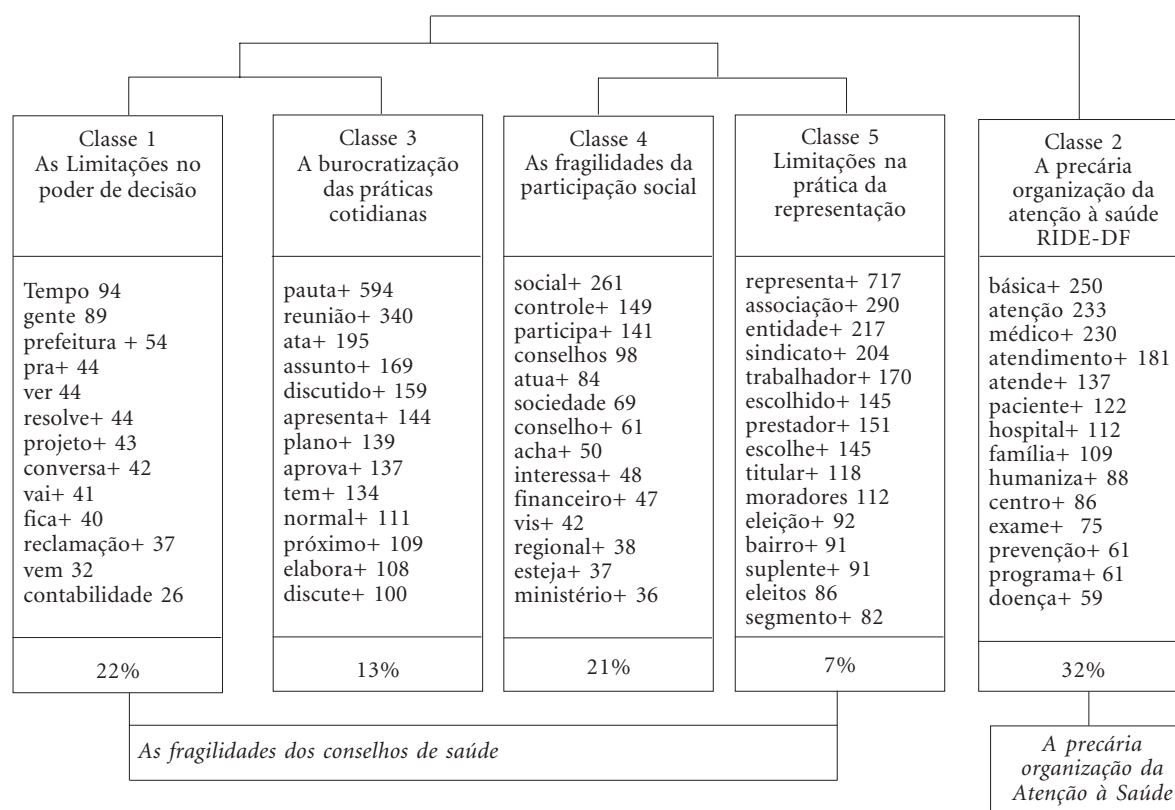 Classe 1
As Limitações no
poder de decisão
Tempo 94
gente 89
prefeitura + 54
pra+ 44
ver 44
resolve+ 44
projeto+ 43
conversa+ 42
vai+ 41
fica+ 40
reclamação+ 37
vem 32
contabilidade 26
22%
Classe 3
A burocratização
das práticas
cotidianas
pauta+ 594
reunião+ 340
ata+ 195
assunto+ 169
discutido+ 159
apresenta+ 144
plano+ 139
aprova+ 137
tem+ 134
normal+ 111
próximo+ 109
elabora+ 108
discute+ 100
13%
Classe 4
As fragilidades da
participação social
social+ 261
controle+ 149
participa+ 141
conselhos 98
atua+ 84
sociedade 69
conselho+ 61
acha+ 50
interessa+ 48
financeiro+ 47
vis+ 42
regional+ 38
esteja+ 37
ministério+ 36
21%
Classe 5
Limitações na
prática da
representação
representa+ 717
associação+ 290
entidade+ 217
sindicato+ 204
trabalhador+ 170
escolhido+ 145
prestador+ 151
escolhe+ 145
titular+ 118
moradores 112
eleição+ 92
bairro+ 91
suplente+ 91
eleitos 86
segmento+ 82
7%
Classe 2
A precária
organização da
atenção à saúde
RIDE-DF
básica+ 250
atenção 233
médico+ 230
atendimento+ 181
atende+ 137
paciente+ 122
hospital+ 112
família+ 109
humaniza+ 88
centro+ 86
exame+ 75
prevenção+ 61
programa+ 61
doença+ 59
32%
As fragilidades dos conselhos de saúde
A precária
organização da
Atenção à Saúde